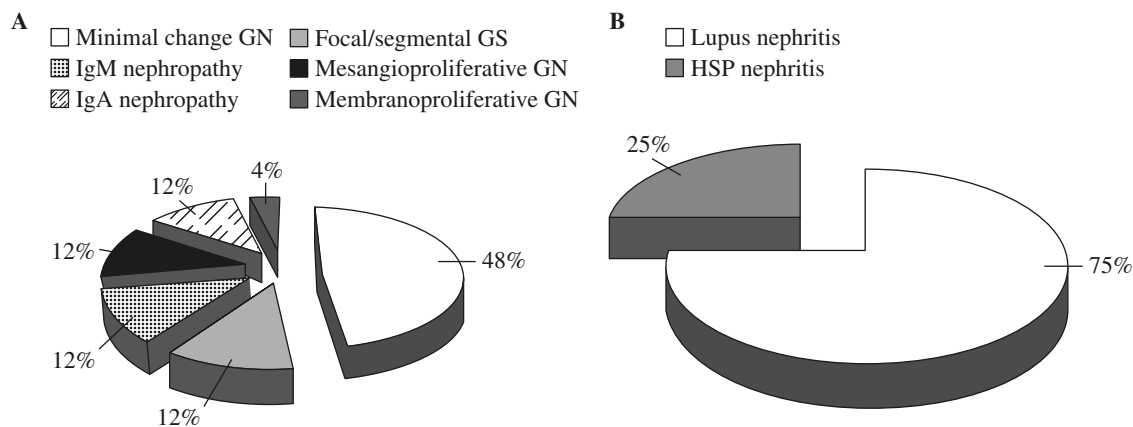 A
Minimal change GN
Focal/segmental GS
IgM nephropathy
Mesangioproliferative GN
IgA nephropathy
Membranoproliferative GN
4%
12%
12%
48%
12%
12%
B
Lupus nephritis
HSP nephritis
25%
75%